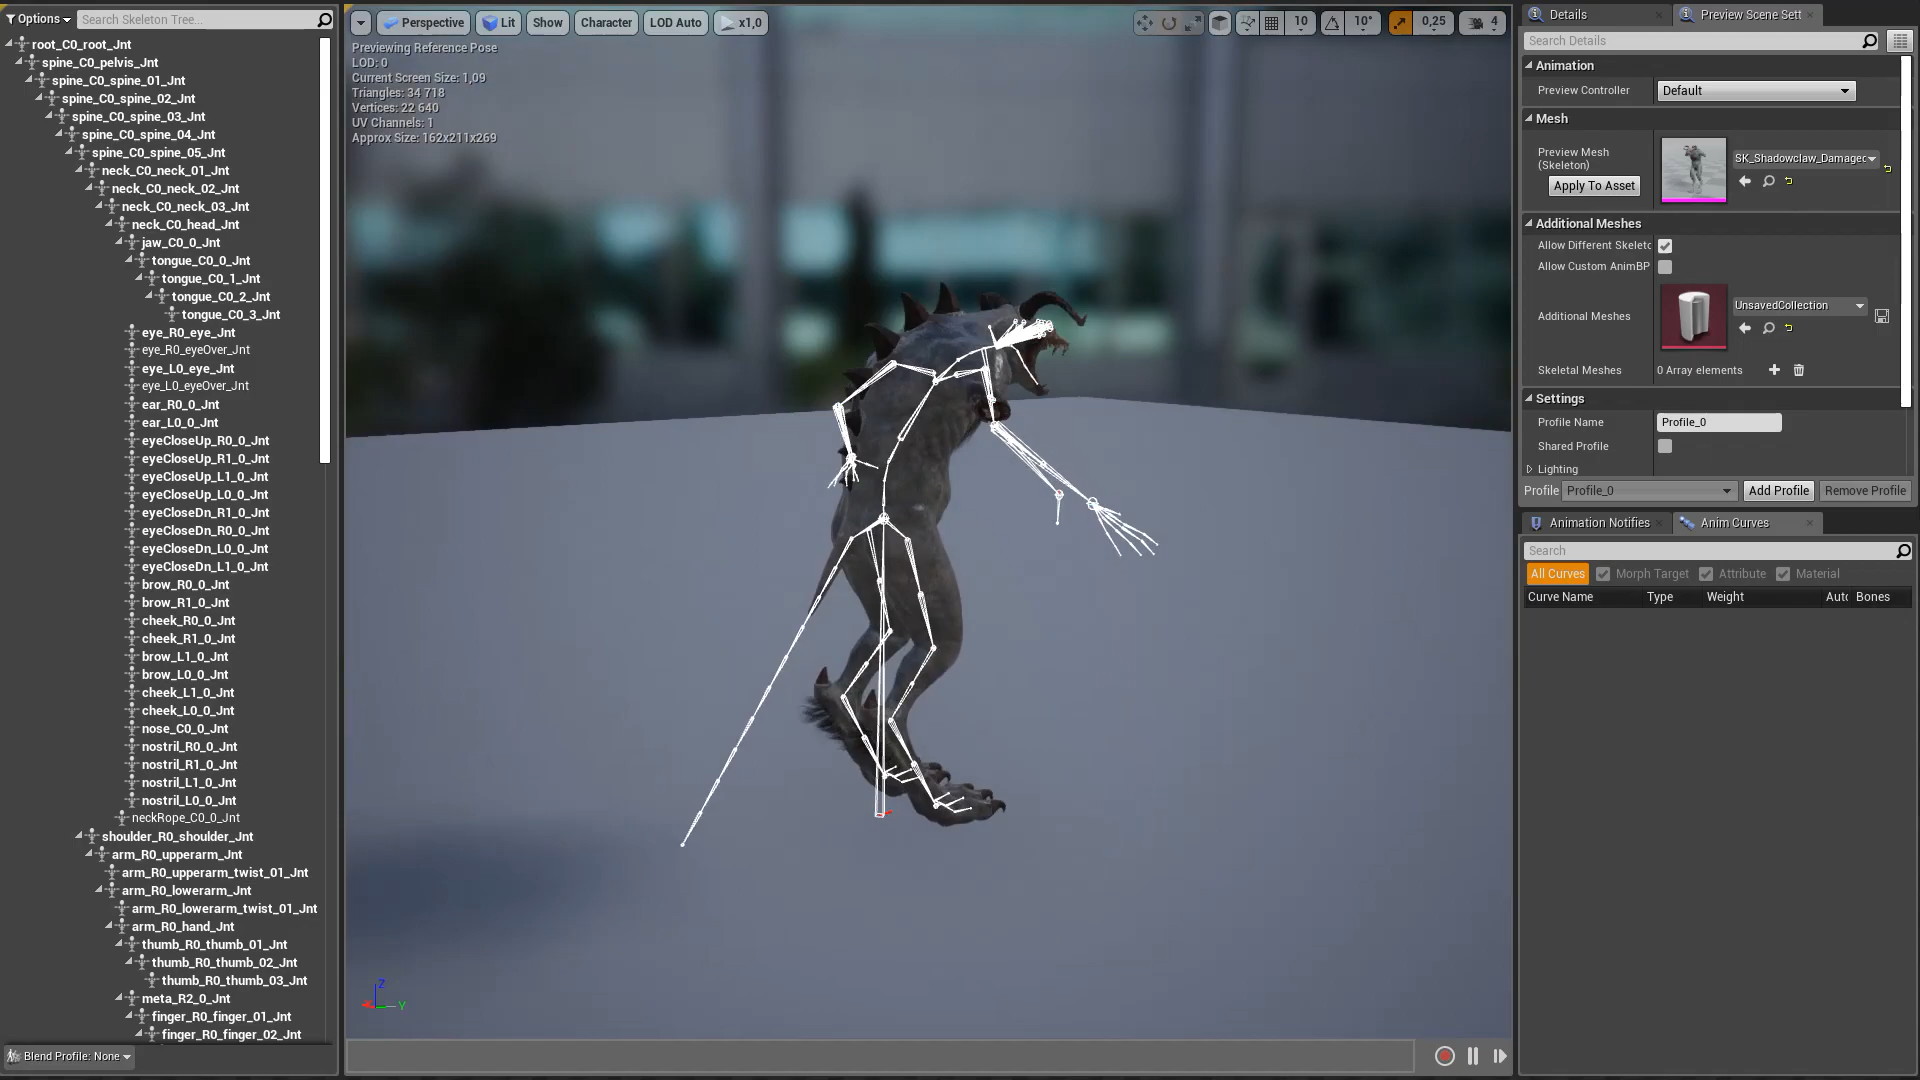 Options
Search Skeleton Tree...
root_C0_root_Jnt
spine_C0_pelvis_Jnt
spine_C0_spine_01_Jnt
spine_C0_spine_02_Jnt
spine_C0_spine_03_Jnt
spine_C0_spine_04_Jnt
spine_C0_spine_05_Jnt
neck_C0_neck_01_Jnt
neck_C0_neck_02_Jnt
neck_C0_neck_03_Jnt
neck_C0_head_Jnt
jaw_C0_0_Jnt
tongue_C0_0_Jnt
tongue_C0_1_Jnt
tongue_C0_2_Jnt
tongue_C0_3_Jnt
eye_R0_eye_Jnt
eye_R0_eyeOver_Jnt
eye_L0_eye_Jnt
eye_L0_eyeOver_Jnt
ear_R0_0_Jnt
ear_L0_0_Jnt
eyeCloseUp_R0_0_Jnt
eyeCloseUp_R1_0_Jnt
eyeCloseUp_L1_0_Jnt
eyeCloseUp_L0_0_Jnt
eyeCloseDn_R1_0_Jnt
eyeCloseDn_R0_0_Jnt
eyeCloseDn_L0_0_Jnt
eyeCloseDn_L1_0_Jnt
brow_R0_0_Jnt
brow_R1_0_Jnt
cheek_R0_0_Jnt
cheek_R1_0_Jnt
brow_L1_0_Jnt
brow_L0_0_Jnt
cheek_L1_0_Jnt
cheek_L0_0_Jnt
nose_C0_0_Jnt
nostril_R0_0_Jnt
nostril_R1_0_Jnt
nostril_L1_0_Jnt
nostril_L0_0_Jnt
neckRope_C0_0_Jnt
shoulder_R0_shoulder_Jnt
arm_R0_upperarm_Jnt
arm_R0_upperarm_twist_01_Jnt
arm_R0_lowerarm_Jnt
arm_R0_lowerarm_twist_01_Jnt
arm_R0_hand_Jnt
thumb_R0_thumb_01_Jnt
thumb_R0_thumb_02_Jnt
thumb_R0_thumb_03_Jnt
meta_R2_0_Jnt
finger_R0_finger_01_Jnt
finger_R0_finger_02_Jnt
Blend Profile: None
Perspective Lit Show Character LOD Auto x1,0
10 10° 0,25 4
Previewing Reference Pose
LOD: 0
Current Screen Size: 1,09
Triangles: 34 718
Vertices: 22 640
UV Channels: 1
Approx Size: 162x211x269
Z
Y
Details
Preview Scene Sett
Search Details
Animation
Preview Controller Default
Mesh
Preview Mesh
(Skeleton)
Apply To Asset
SK_Shadowclaw_Damaged
Additional Meshes
Allow Different Skeletc
Allow Custom AnimBP
Additional Meshes UnsavedCollection
Skeletal Meshes 0 Array elements
Settings
Profile Name Profile_0
Shared Profile
Lighting
Profile Profile_0 Add Profile Remove Profile
Animation Notifies
Anim Curves
Search
All Curves Morph Target Attribute Material
Curve Name Type Weight Autc Bones